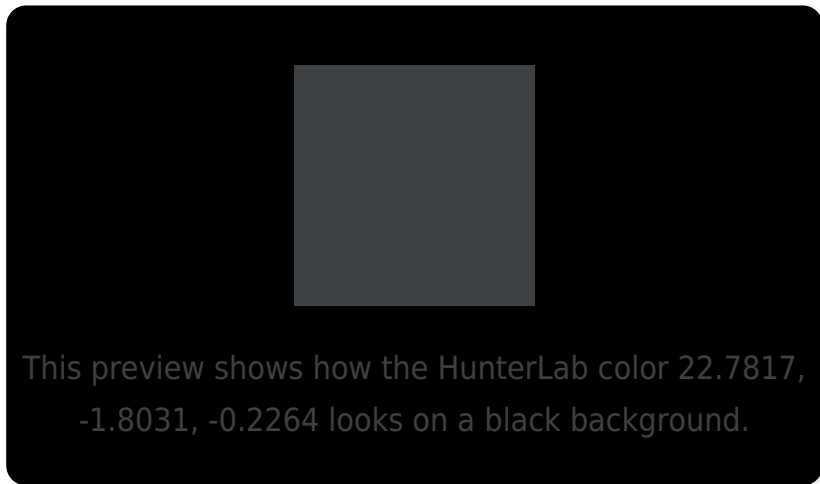 This preview shows how the HunterLab color 22.7817,
-1.8031, -0.2264 looks on a black background.